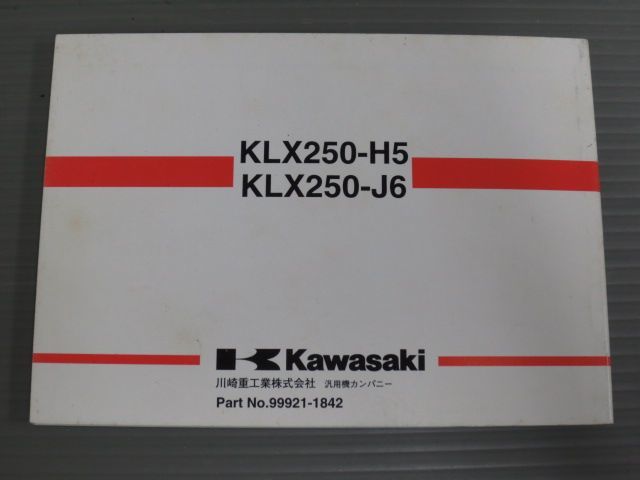 KLX250-H5
KLX250-J6
Kawasaki
川崎重工業株式会社 汎用機カンパニー
Part No.99921-1842